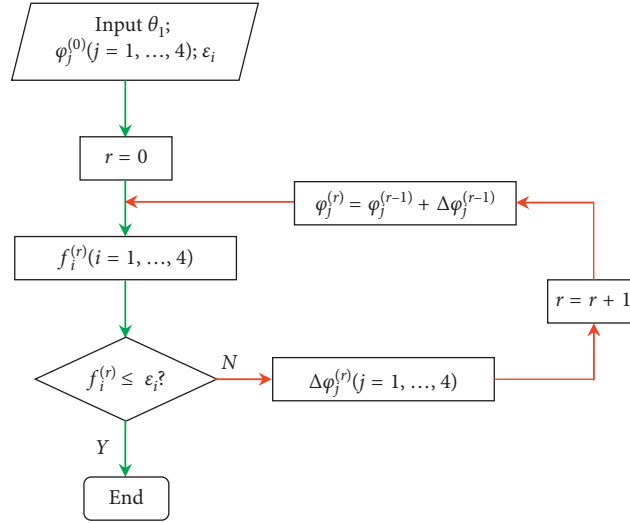 Input θ₁;
φⱼ⁽⁰⁾(j = 1, …, 4); εᵢ
r = 0
φⱼ⁽ʳ⁾ = φⱼ⁽ʳ⁻¹⁾ + Δφⱼ⁽ʳ⁻¹⁾
fᵢ⁽ʳ⁾(i = 1, …, 4)
r = r + 1
fᵢ⁽ʳ⁾ ≤ εᵢ?
N
Δφⱼ⁽ʳ⁾(j = 1, …, 4)
Y
End